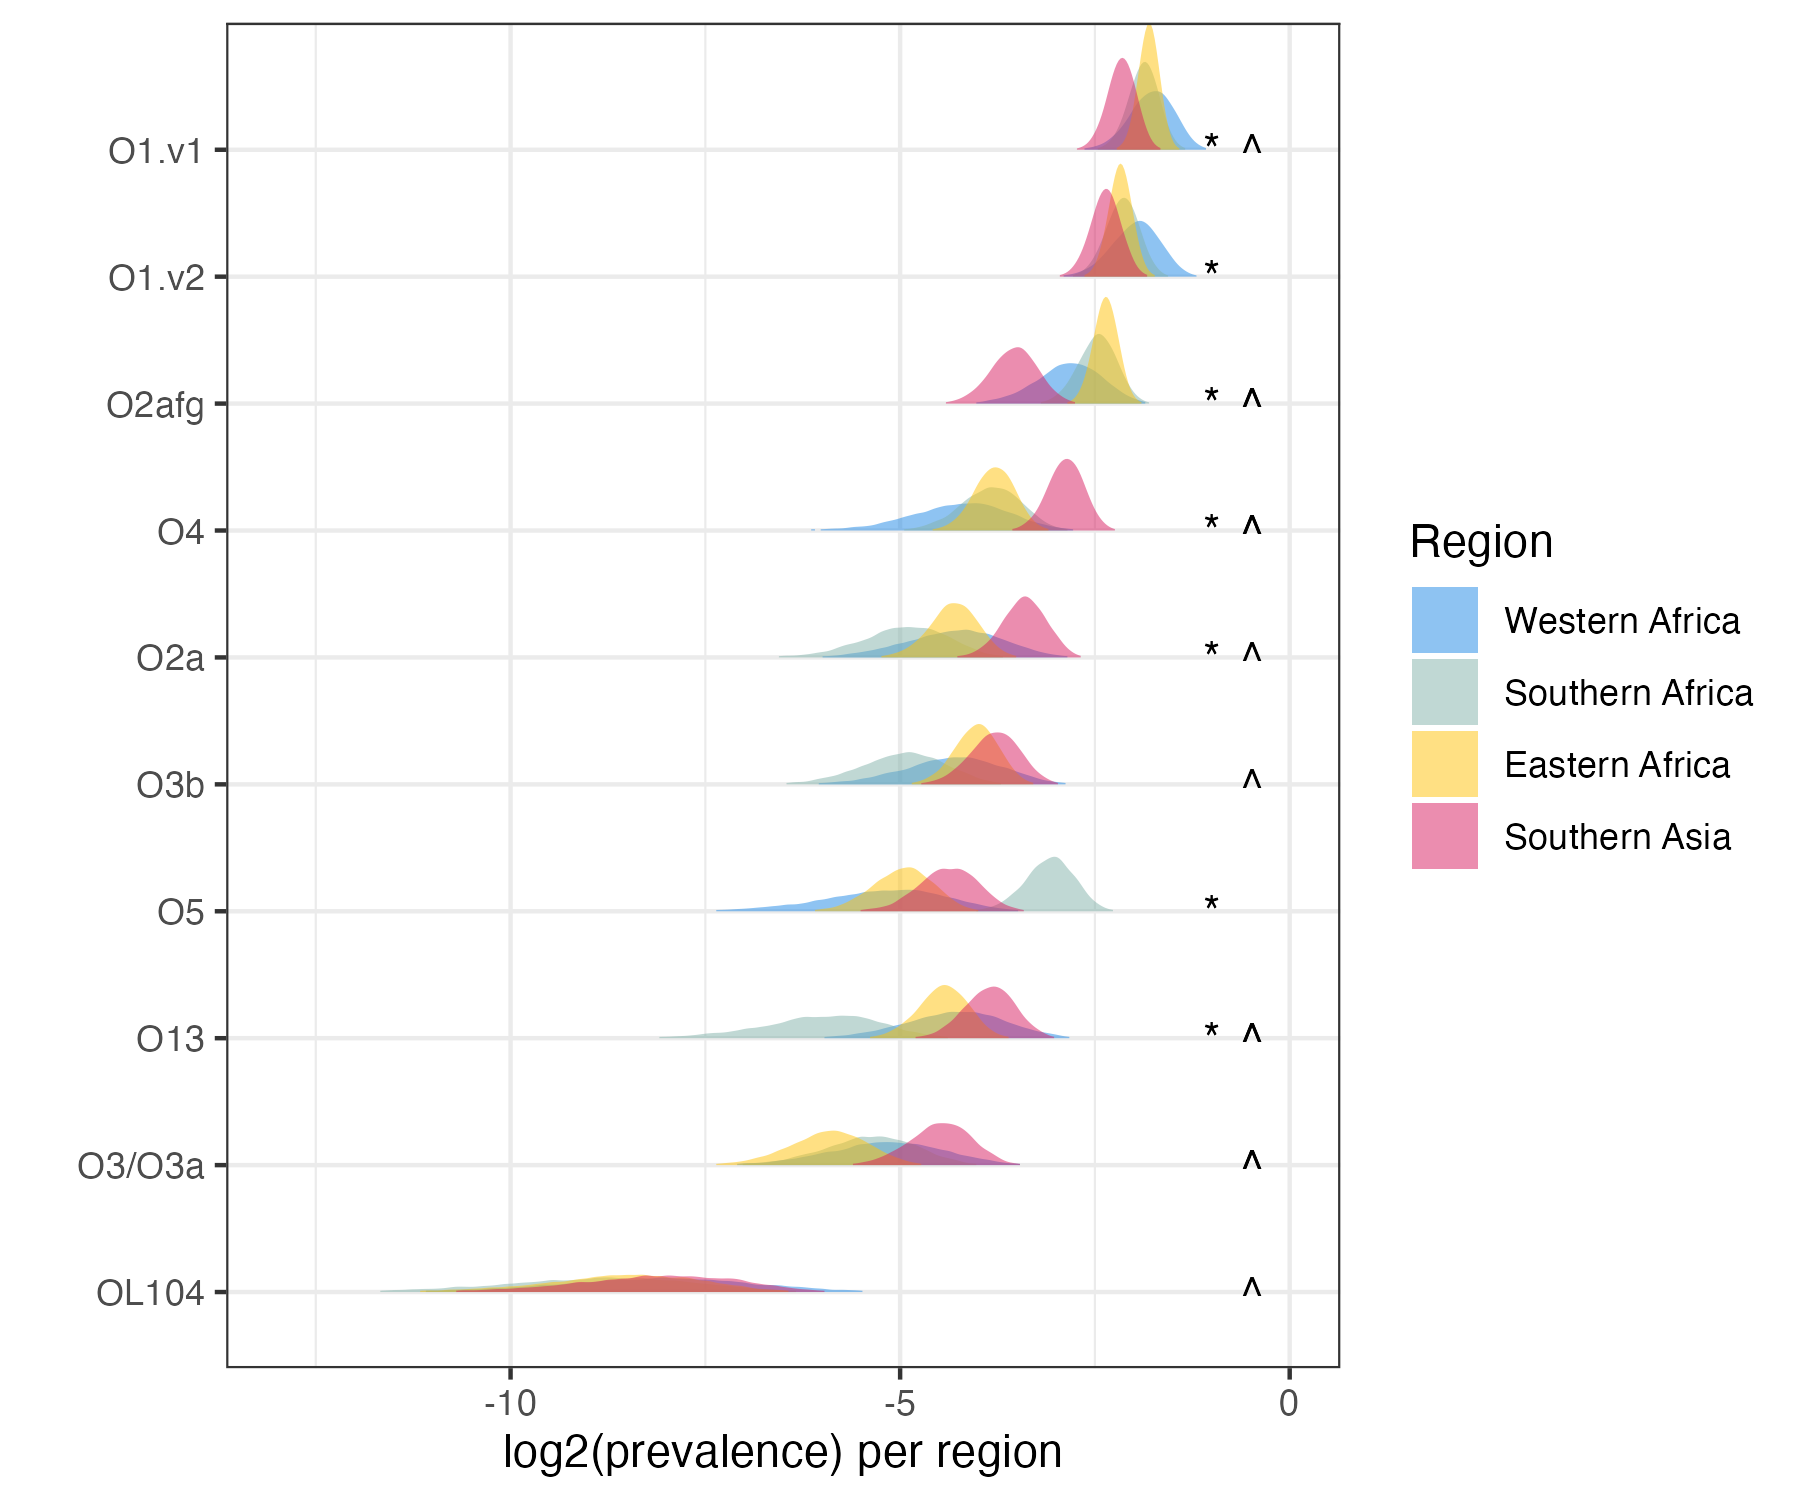 O1.v1 * ^
O1.v2 *
O2afg * ^
O4 * ^
O2a * ^
O3b ^
O5 *
O13 * ^
O3/O3a ^
OL104 ^
-10 -5 0
log2(prevalence) per region
Region
Western Africa
Southern Africa
Eastern Africa
Southern Asia